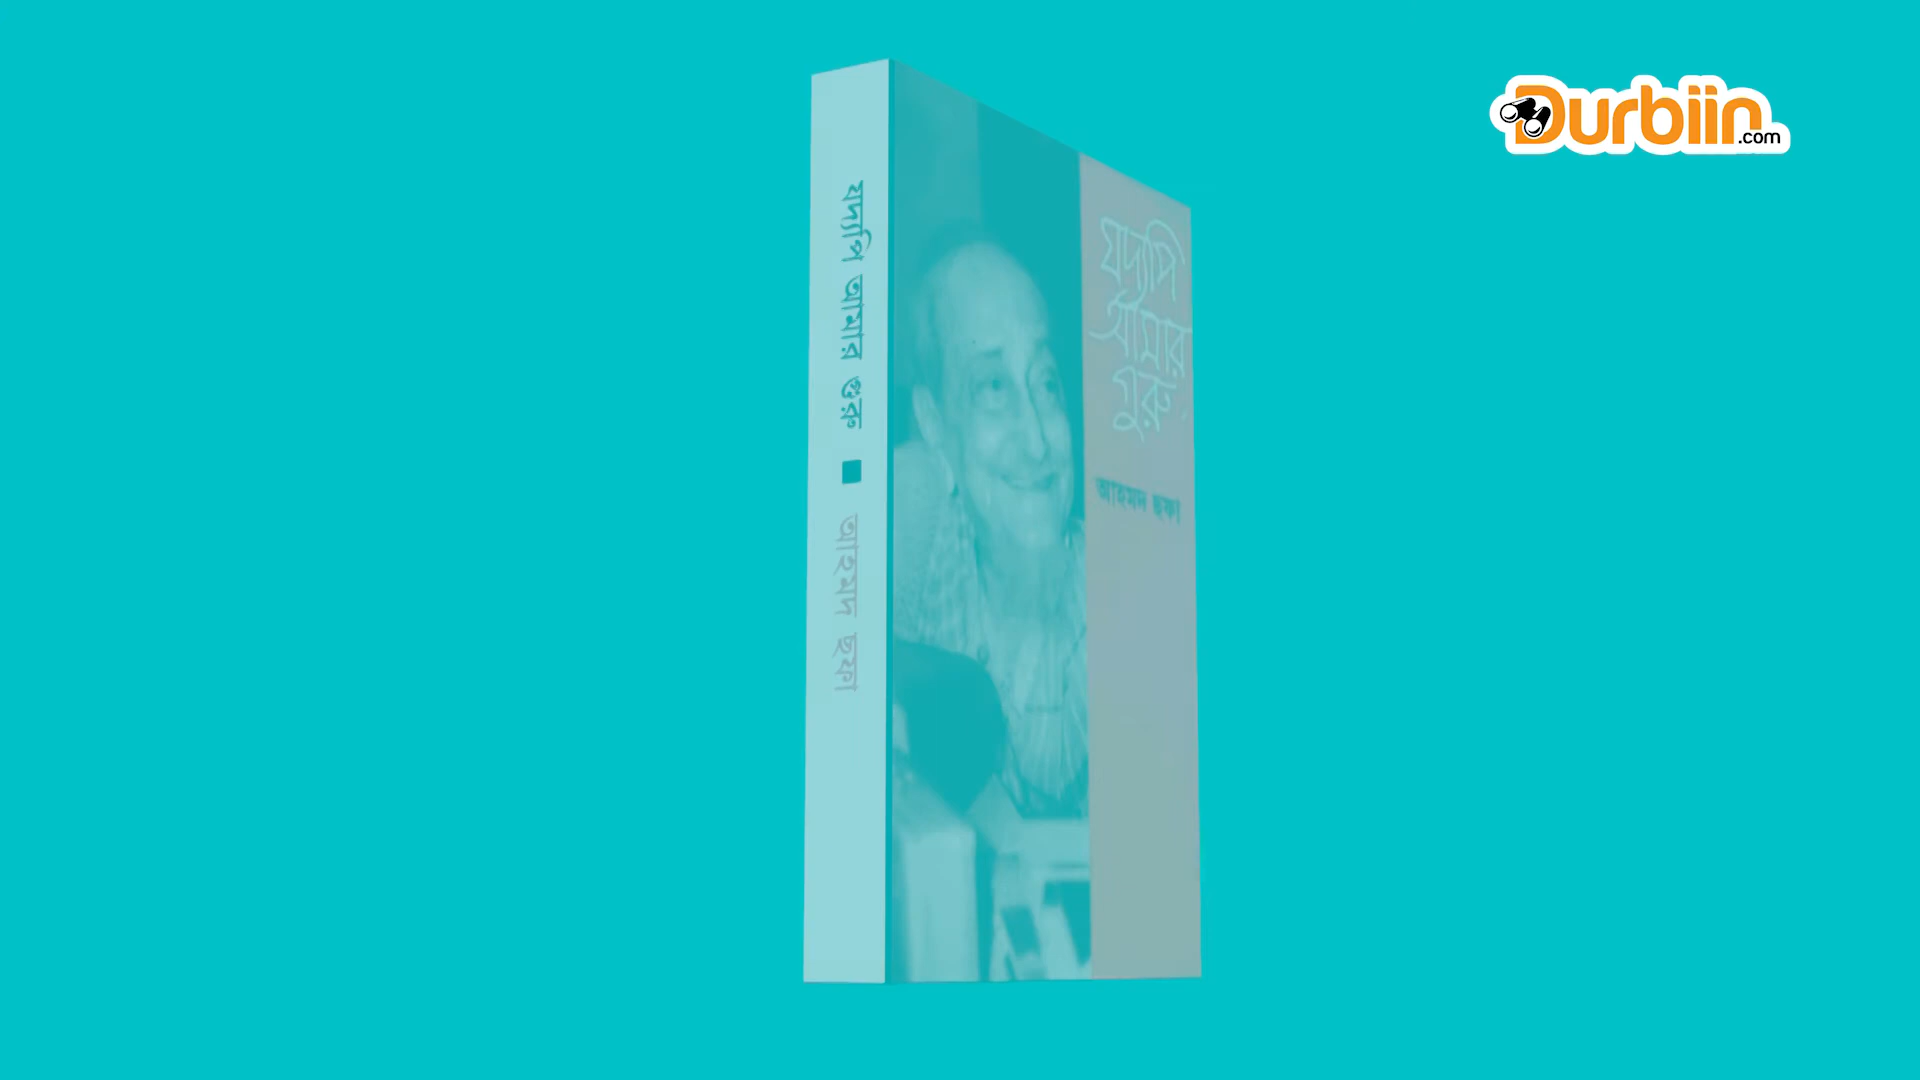 যদ্যপি আমার গুরু ■ আহমদ ছফা
যদ্যপি
আমার
গুরু
আহমদ ছফা
Durbiin.com